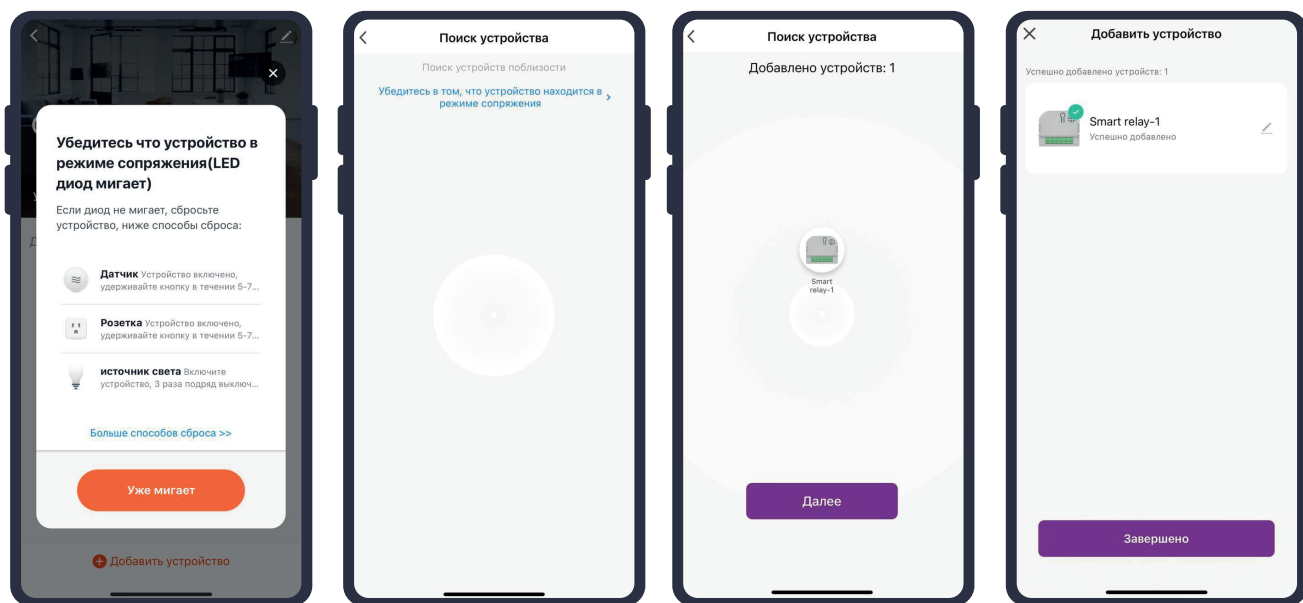 Убедитесь что устройство в
режиме сопряжения(LED
диод мигает)
Если диод не мигает, сбросьте
устройство, ниже способы сброса:
Датчик Устройство включено,
удерживайте кнопку в течении 5-7...
Розетка Устройство включено,
удерживайте кнопку в течении 5-7...
источник света Включите
устройство, 3 раза подряд выключ...
Больше способов сброса >>
Уже мигает
Добавить устройство
Поиск устройства
Поиск устройств поблизости
Убедитесь в том, что устройство находится в
режиме сопряжения
Поиск устройства
Добавлено устройств: 1
Smart
relay-1
Далее
Добавить устройство
Успешно добавлено устройств: 1
Smart relay-1
Успешно добавлено
Завершено